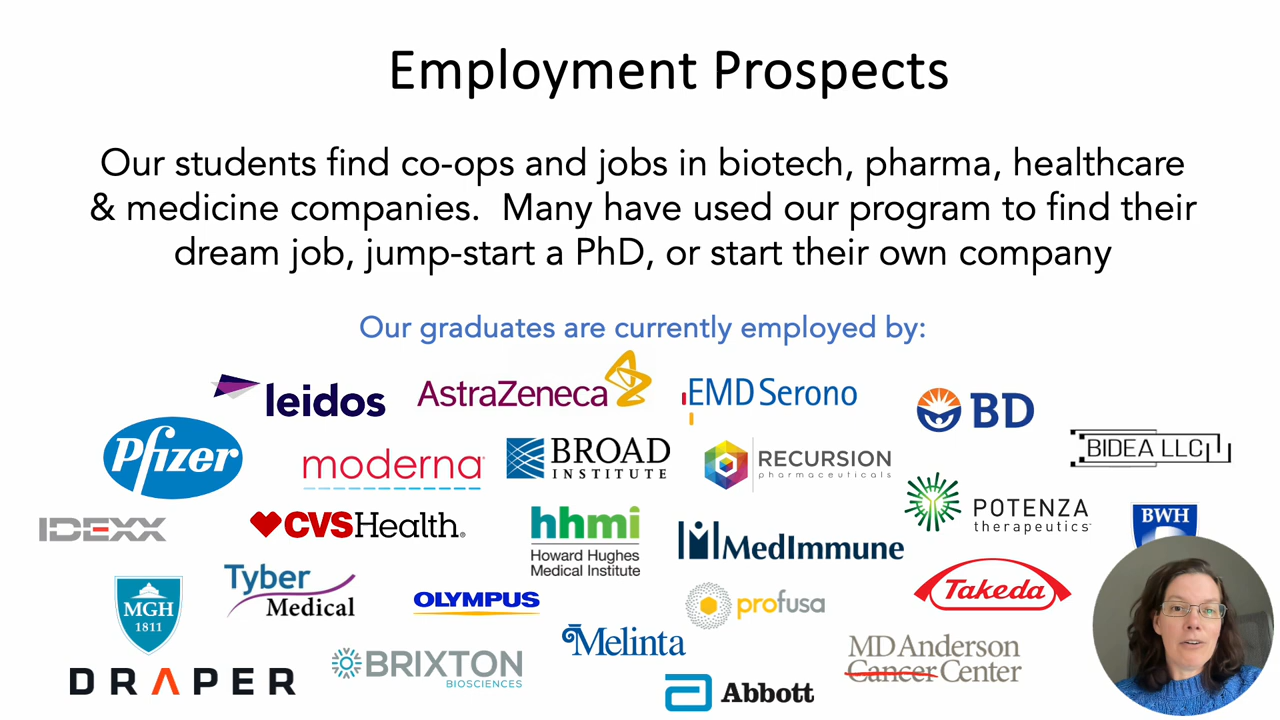 Employment Prospects
Our students find co-ops and jobs in biotech, pharma, healthcare
& medicine companies. Many have used our program to find their
dream job, jump-start a PhD, or start their own company
Our graduates are currently employed by:
leidos
AstraZeneca
EMD Serono
BD
Pfizer
moderna
BROAD
INSTITUTE
RECURSION
pharmaceuticals
BIDEA LLC
IDEXX
CVSHealth®
hhmi
Howard Hughes
Medical Institute
MedImmune
POTENZA
therapeutics
BWH
MGH
1811
Tyber
Medical
OLYMPUS
profusa
Takeda
DRAPER
BRIXTON
BIOSCIENCES
Melinta
Abbott
MD Anderson
Cancer Center